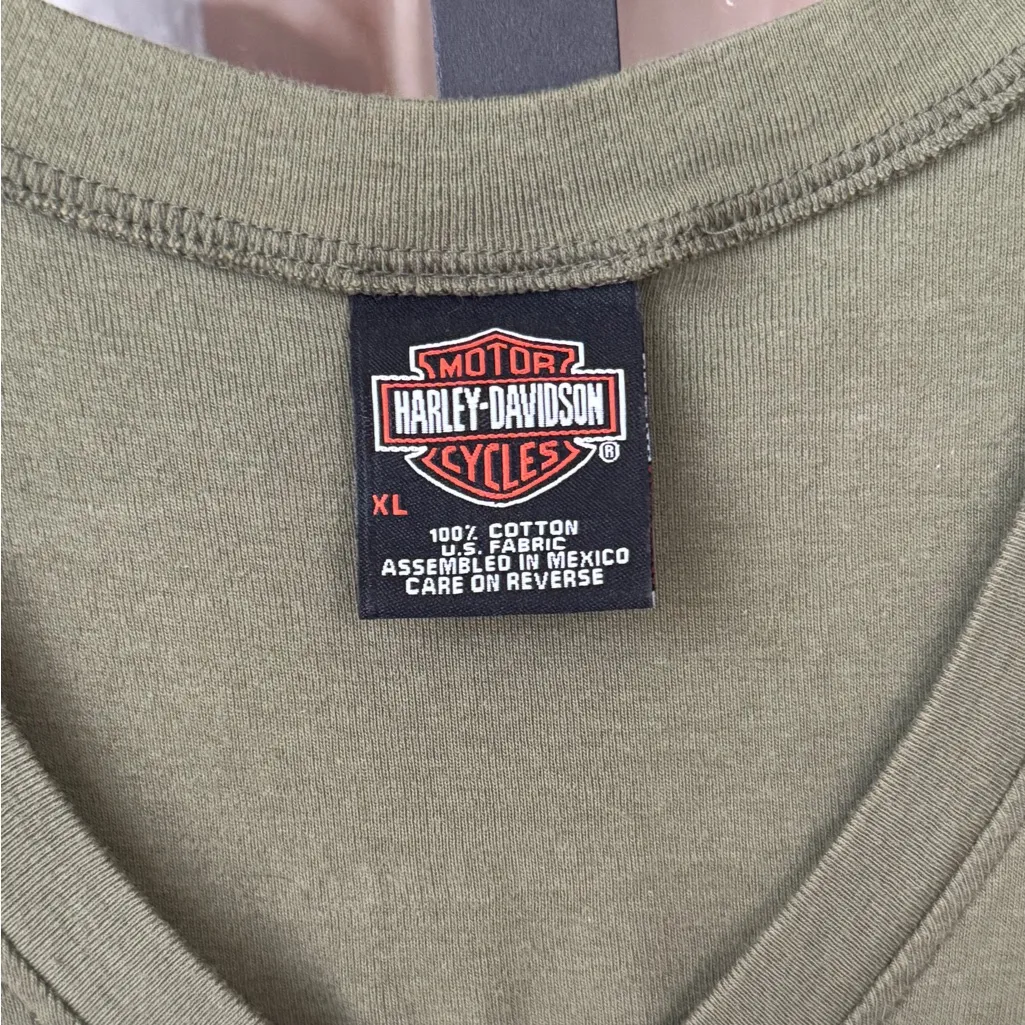 MOTOR
HARLEY-DAVIDSON
CYCLES
®
XL
100% COTTON
U.S. FABRIC
ASSEMBLED IN MEXICO
CARE ON REVERSE